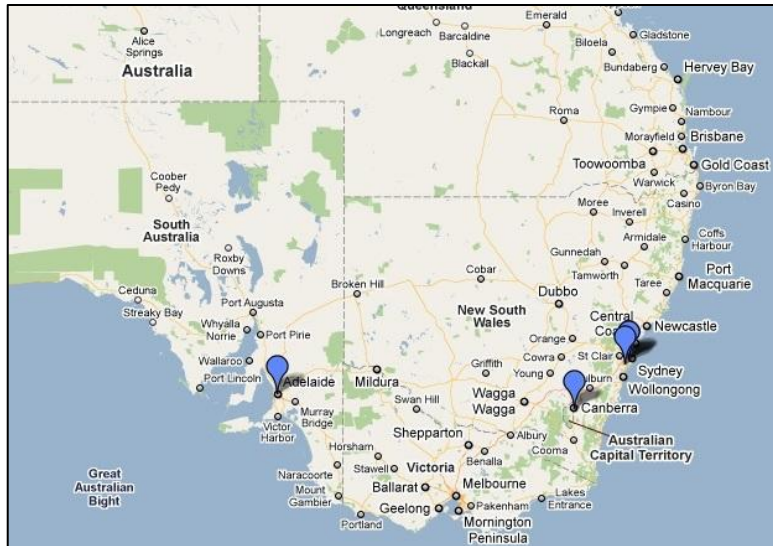 Queensland
Emerald
Longreach
Barcaldine
Gladstone
Alice
Springs
Biloela
Blackall
Australia
Bundaberg
Hervey Bay
Roma
Gympie
Nambour
Morayfield
Brisbane
Toowoomba
Gold Coast
Coober
Pedy
Warwick
Byron Bay
Casino
Moree
Inverell
South
Australia
Roxby
Downs
Armidale
Coffs
Harbour
Gunnedah
Tamworth
Cobar
Broken Hill
Port
Macquarie
Taree
Ceduna
Streaky Bay
Port Augusta
Dubbo
New South
Wales
Central
Newcastle
Whyalla
Norrie
Port Pirie
Orange
Cowra
St Clair
Sydney
Wallaroo
Port Lincoln
Adelaide
Mildura
Griffith
Young
Wollongong
Murray
Bridge
Victor
Harbor
Swan Hill
Wagga
Wagga
Canberra
Australian
Capital Territory
Shepparton
Albury
Cooma
Horsham
Stawell
Victoria
Benalla
Naracoorte
Great
Australian
Bight
Mount
Gambier
Ballarat
Melbourne
Geelong
Pakenham
Lakes
Entrance
Portland
Mornington
Peninsula